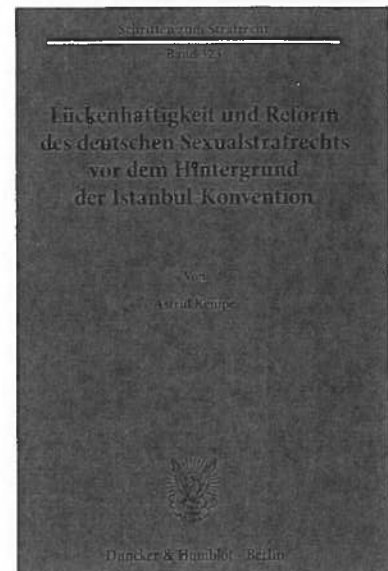 Schriften zum Strafrecht
Band 323
Lückenhaftigkeit und Reform
des deutschen Sexualstrafrechts
vor dem Hintergrund
der Istanbul-Konvention
Von
Astrid Kempe
Duncker & Humblot · Berlin